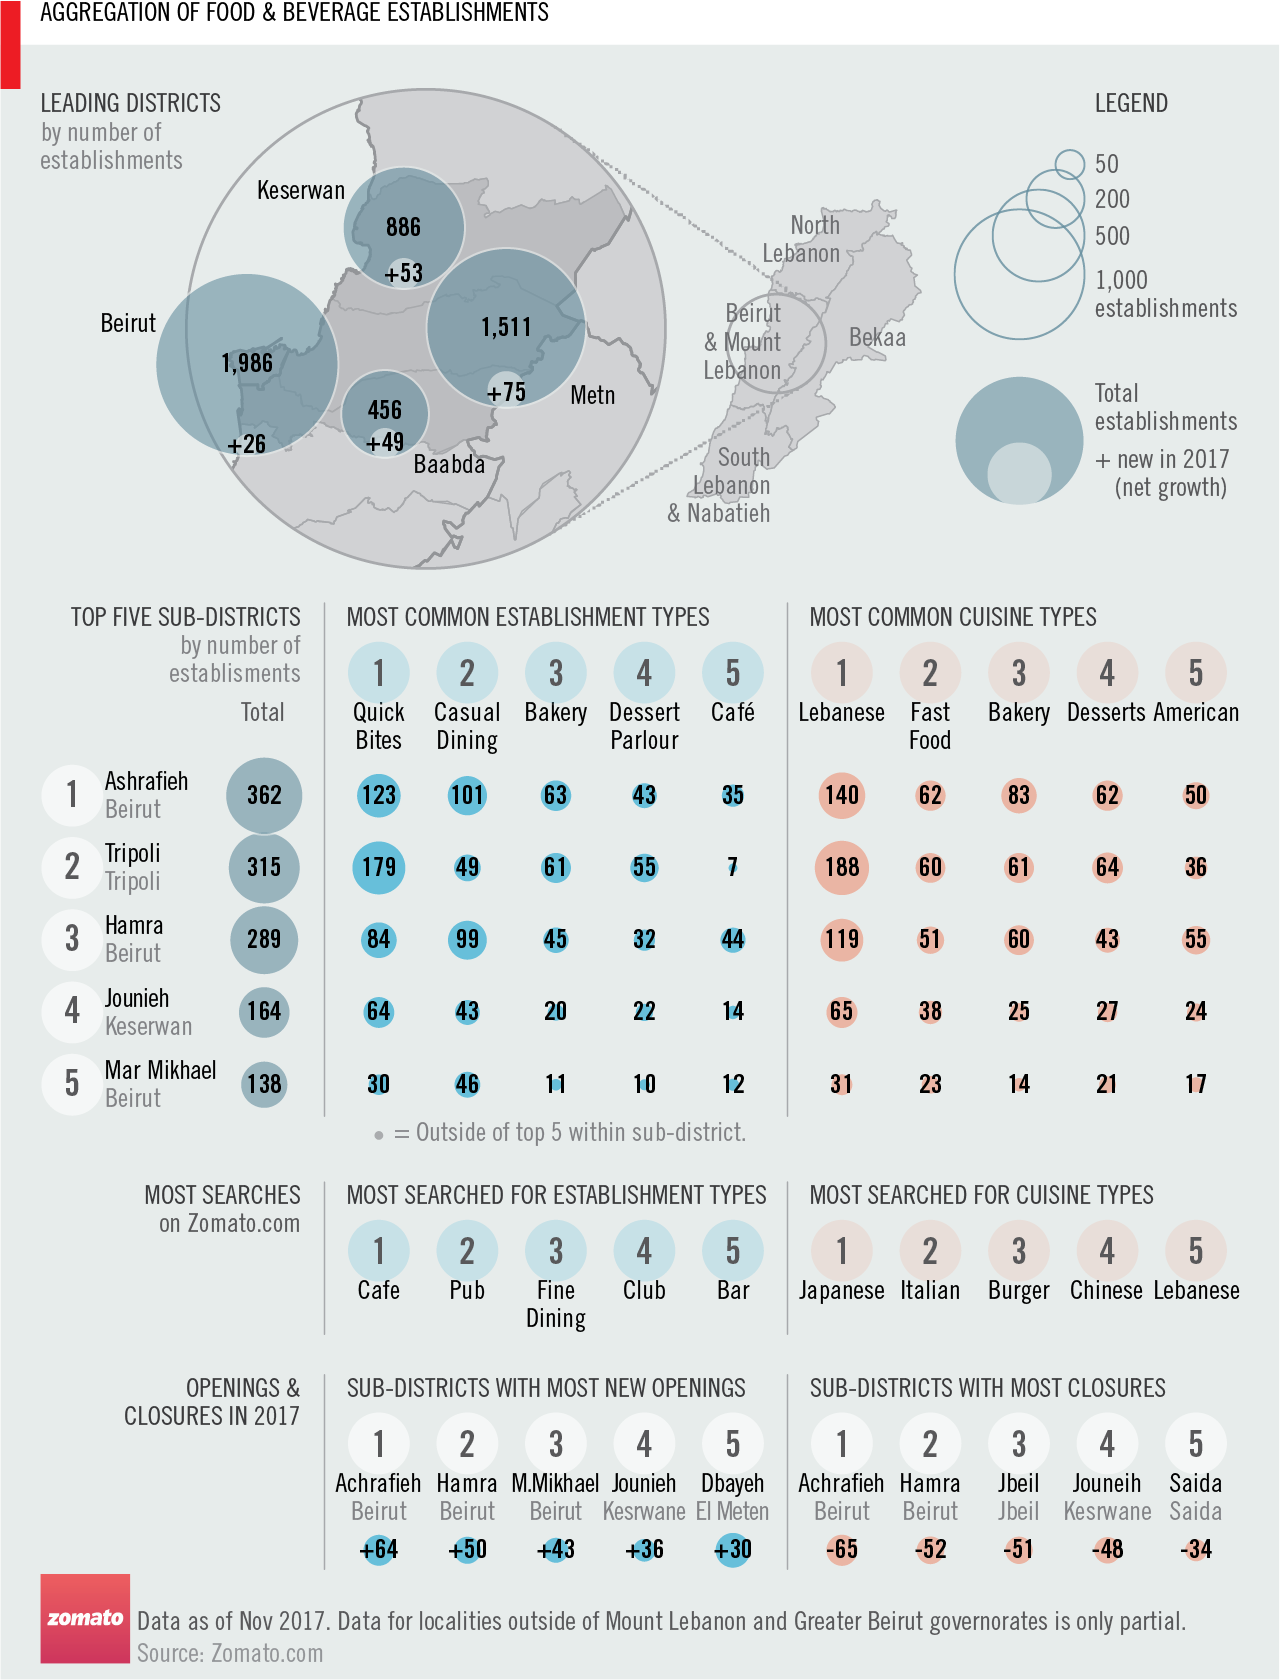 AGGREGATION OF FOOD & BEVERAGE ESTABLISHMENTS
LEADING DISTRICTS
by number of
establishments
Keserwan
886
+53
Beirut
1,986
+26
1,511
+75
Metn
456
+49
Baabda
North
Lebanon
Beirut
& Mount
Lebanon
Bekaa
South
Lebanon
& Nabatieh
LEGEND
50
200
500
1,000
establishments
Total
establishments
+ new in 2017
(net growth)
TOP FIVE SUB-DISTRICTS
by number of
establisments
Total
MOST COMMON ESTABLISHMENT TYPES
1 2 3 4 5
Quick Casual Bakery Dessert Café
Bites Dining Parlour
MOST COMMON CUISINE TYPES
1 2 3 4 5
Lebanese Fast Bakery Desserts American
Food
1 Ashrafieh 362 123 101 63 43 35 140 62 83 62 50
Beirut
2 Tripoli 315 179 49 61 55 7 188 60 61 64 36
Tripoli
3 Hamra 289 84 99 45 32 44 119 51 60 43 55
Beirut
4 Jounieh 164 64 43 20 22 14 65 38 25 27 24
Keserwan
5 Mar Mikhael 138 30 46 11 10 12 31 23 14 21 17
Beirut
= Outside of top 5 within sub-district.
MOST SEARCHES
on Zomato.com
MOST SEARCHED FOR ESTABLISHMENT TYPES
1 2 3 4 5
Cafe Pub Fine Club Bar
Dining
MOST SEARCHED FOR CUISINE TYPES
1 2 3 4 5
Japanese Italian Burger Chinese Lebanese
OPENINGS &
CLOSURES IN 2017
SUB-DISTRICTS WITH MOST NEW OPENINGS
1 2 3 4 5
Achrafieh Hamra M.Mikhael Jounieh Dbayeh
Beirut Beirut Beirut Kesrwane El Meten
+64 +50 +43 +36 +30
SUB-DISTRICTS WITH MOST CLOSURES
1 2 3 4 5
Achrafieh Hamra Jbeil Jouneih Saida
Beirut Beirut Jbeil Kesrwane Saida
-65 -52 -51 -48 -34
zomato
Data as of Nov 2017. Data for localities outside of Mount Lebanon and Greater Beirut governorates is only partial.
Source: Zomato.com